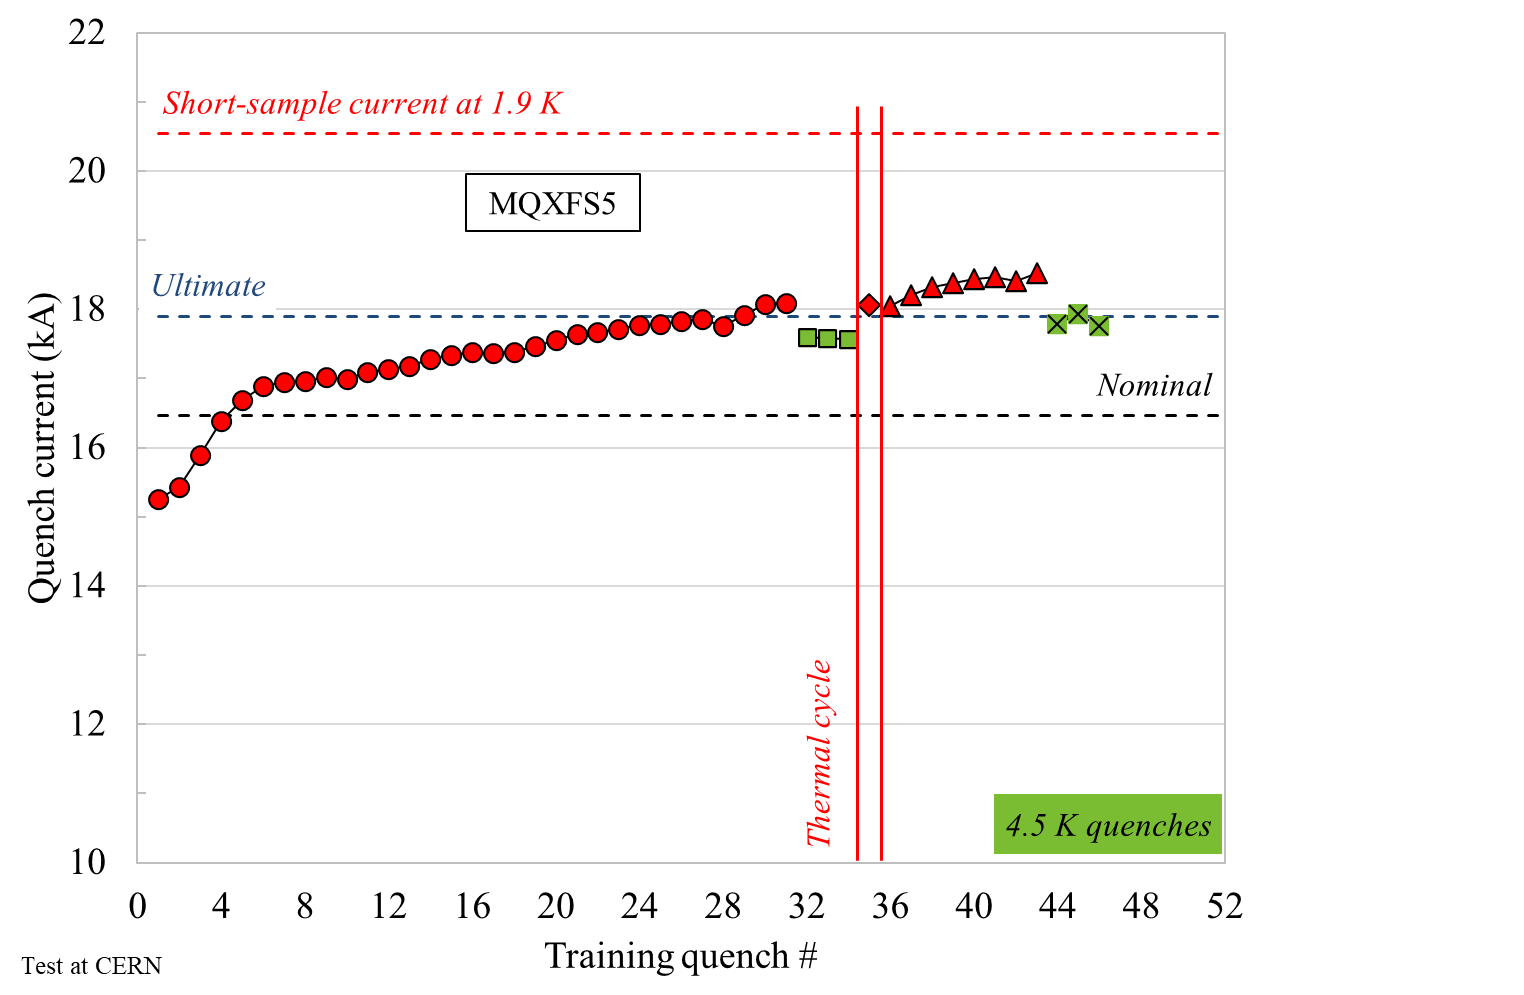 22
Short-sample current at 1.9 K
20
MQXFS5
Ultimate
18
Nominal
16
Quench current (kA)
14
12
Thermal cycle
4.5 K quenches
10
0 4 8 12 16 20 24 28 32 36 40 44 48 52
Training quench #
Test at CERN